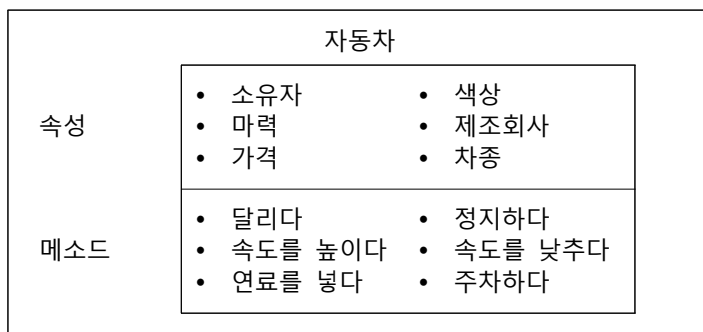 자동차
속성
• 소유자 • 색상
• 마력 • 제조회사
• 가격 • 차종
메소드
• 달리다 • 정지하다
• 속도를 높이다 • 속도를 낮추다
• 연료를 넣다 • 주차하다